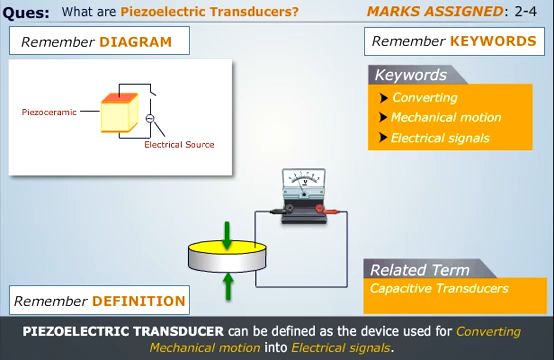 Ques: What are Piezoelectric Transducers? MARKS ASSIGNED: 2-4
Remember DIAGRAM
Remember KEYWORDS
Piezoceramic
Electrical Source
Keywords
Converting
Mechanical motion
Electrical signals
V
Related Term
Capacitive Transducers
Remember DEFINITION
PIEZOELECTRIC TRANSDUCER can be defined as the device used for Converting
Mechanical motion into Electrical signals.